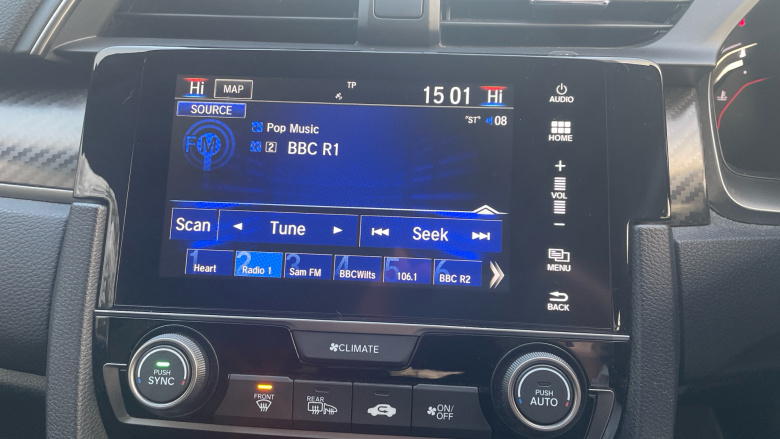 Hi MAP TP 15 01 Hi
SOURCE
"ST" 08
Pop Music
FM
2 BBC R1
Scan Tune Seek
1 Heart
2 Radio 1
3 Sam FM
4 BBCWilts
5 106.1
6 BBC R2
AUDIO
HOME
+
VOL
−
MENU
BACK
CLIMATE
PUSH
SYNC
FRONT
REAR
ON/
OFF
PUSH
AUTO